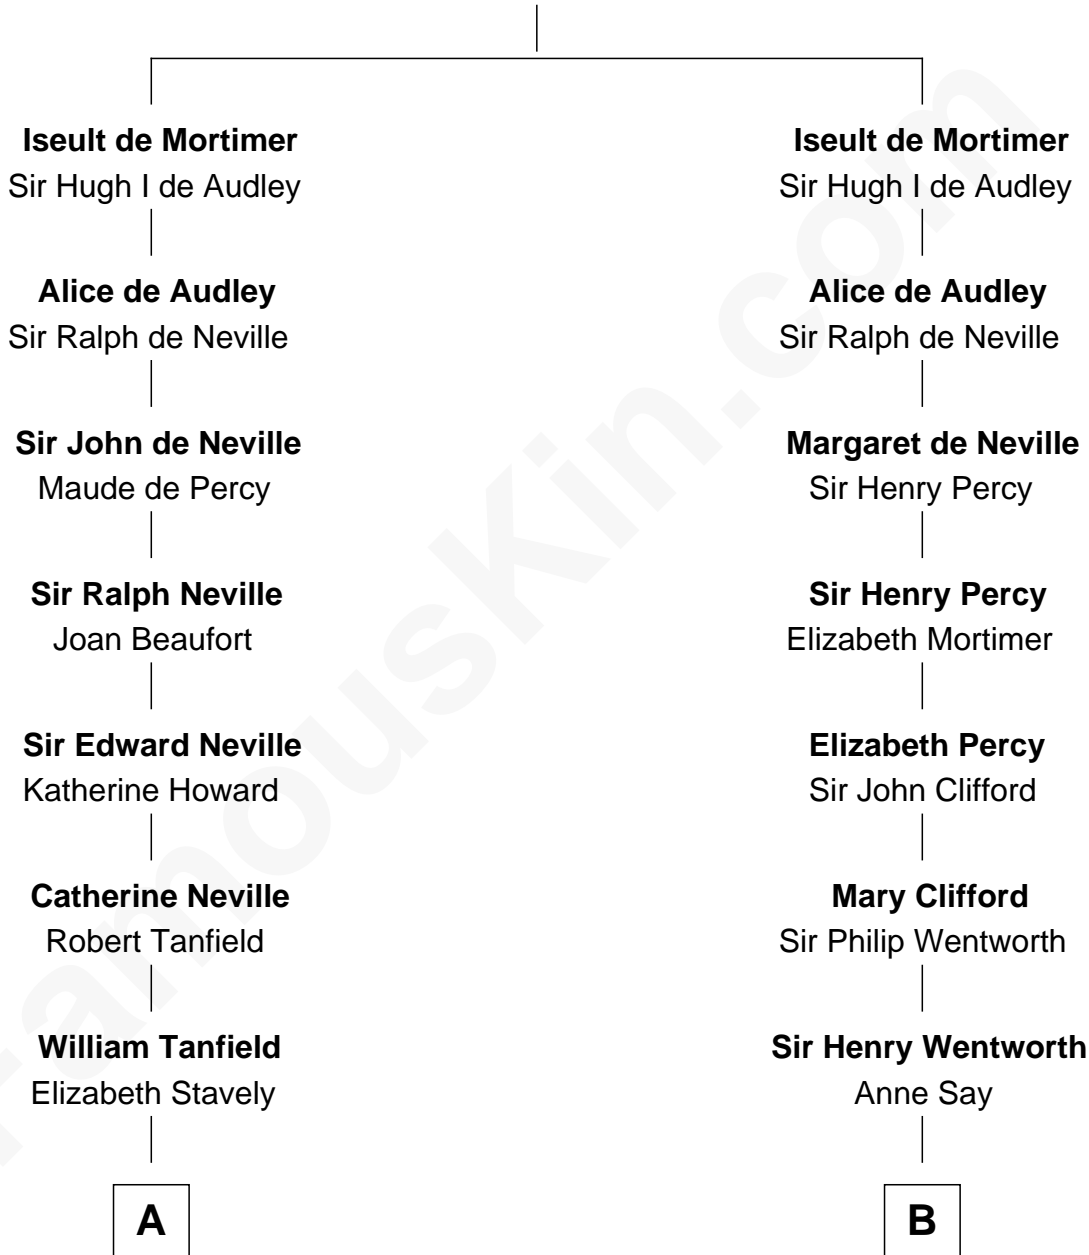 Iseult de Mortimer
Sir Hugh I de Audley
Alice de Audley
Sir Ralph de Neville
Sir John de Neville
Maude de Percy
Sir Ralph Neville
Joan Beaufort
Sir Edward Neville
Katherine Howard
Catherine Neville
Robert Tanfield
William Tanfield
Elizabeth Stavely
A
Iseult de Mortimer
Sir Hugh I de Audley
Alice de Audley
Sir Ralph de Neville
Margaret de Neville
Sir Henry Percy
Sir Henry Percy
Elizabeth Mortimer
Elizabeth Percy
Sir John Clifford
Mary Clifford
Sir Philip Wentworth
Sir Henry Wentworth
Anne Say
B
FamousKin.com